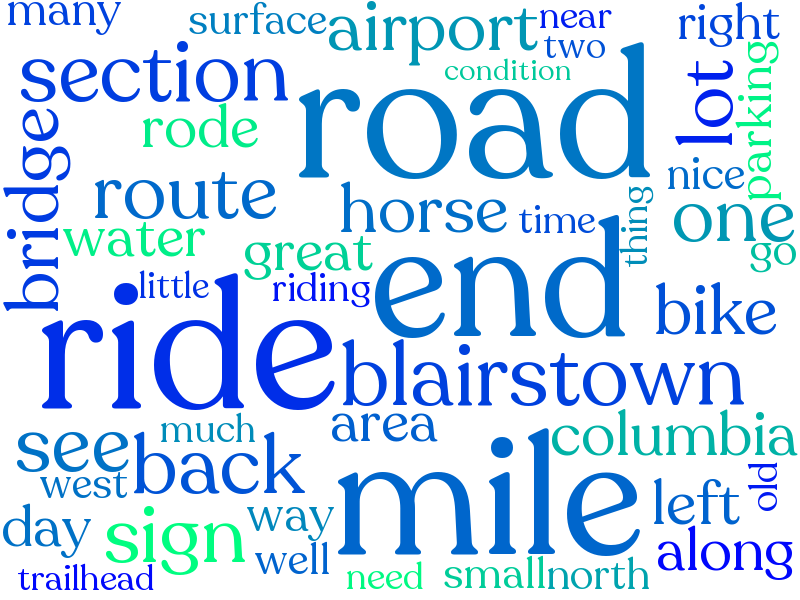 many
surface
airport
near
two
right
section
condition
road
lot
parking
bridge
rode
nice
route
horse
time
thing
one
water
great
go
little
riding
end
bike
ride
blairstown
see
much
area
columbia
west
back
mile
left
old
day
sign
way
well
along
trailhead
need
small
north